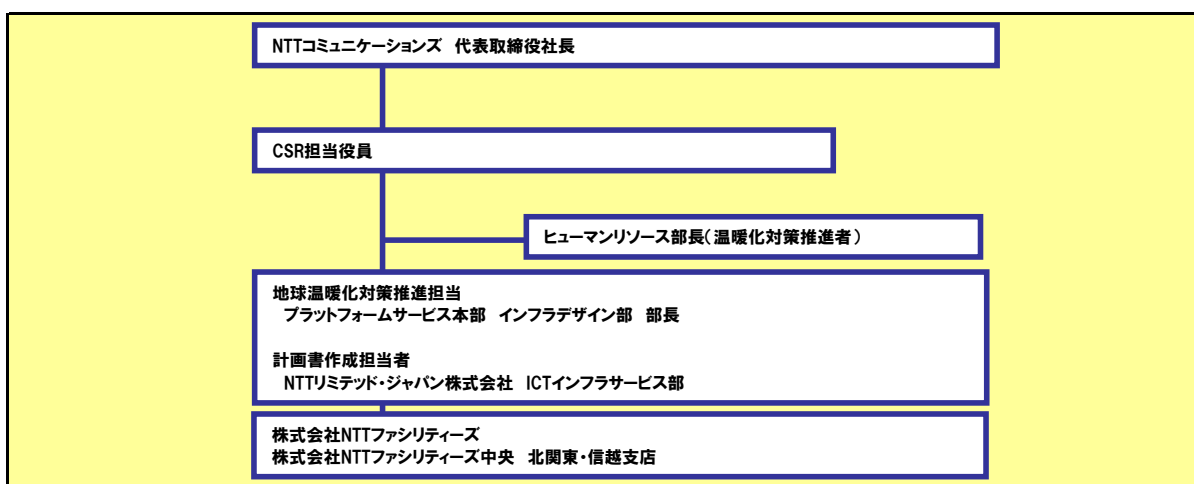 NTTコミュニケーションズ 代表取締役社長
CSR担当役員
ヒューマンリソース部長(温暖化対策推進者)
地球温暖化対策推進担当
プラットフォームサービス本部 インフラデザイン部 部長
計画書作成担当者
NTTリミテッド・ジャパン株式会社 ICTインフラサービス部
株式会社NTTファシリティーズ
株式会社NTTファシリティーズ中央 北関東・信越支店